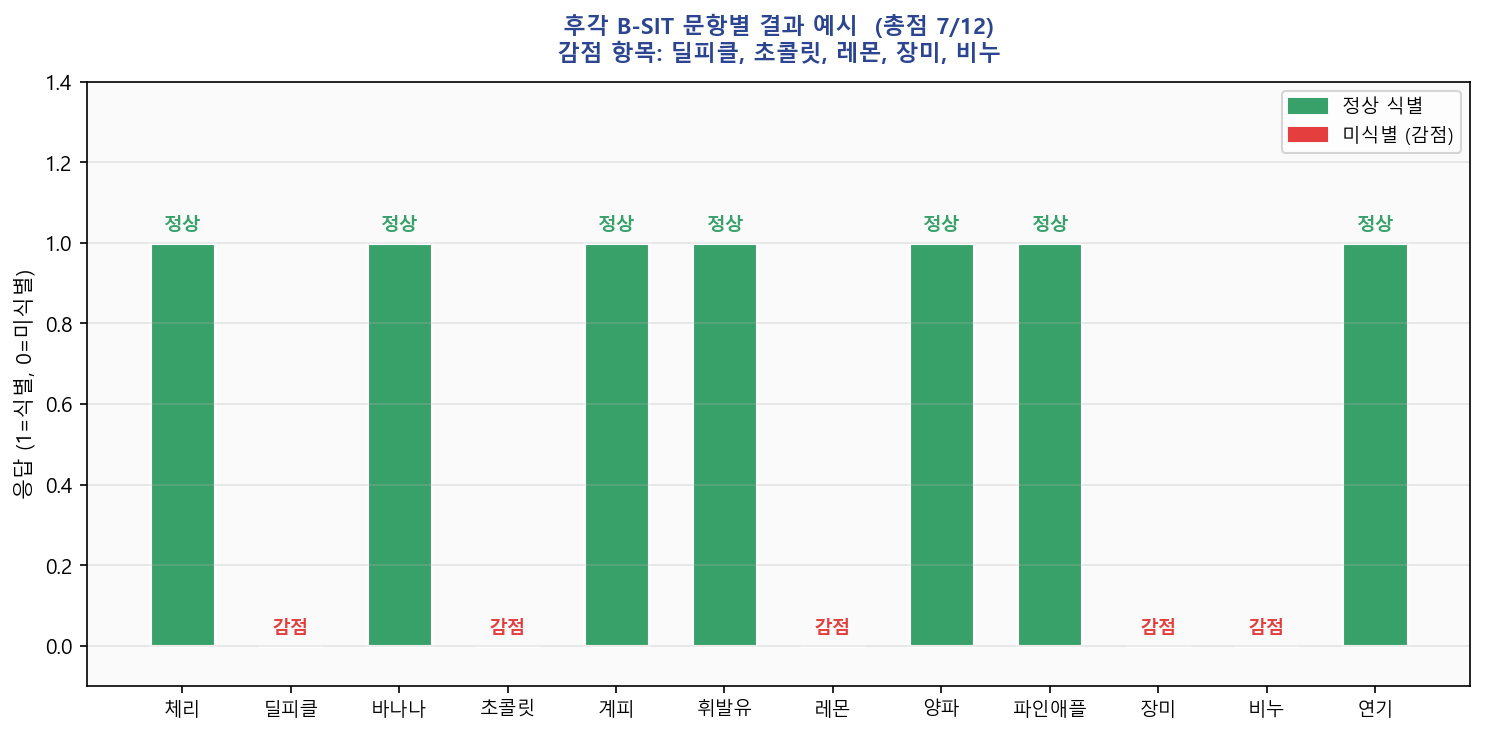 후각 B-SIT 문항별 결과 예시 (총점 7/12)
감점 항목: 딜피클, 초콜릿, 레몬, 장미, 비누
정상 식별
미식별 (감점)
응답 (1=식별, 0=미식별)
1.4
1.2
1.0
0.8
0.6
0.4
0.2
0.0
정상 정상 정상 정상 정상 정상 정상
감점 감점 감점 감점 감점
체리 딜피클 바나나 초콜릿 계피 휘발유 레몬 양파 파인애플 장미 비누 연기